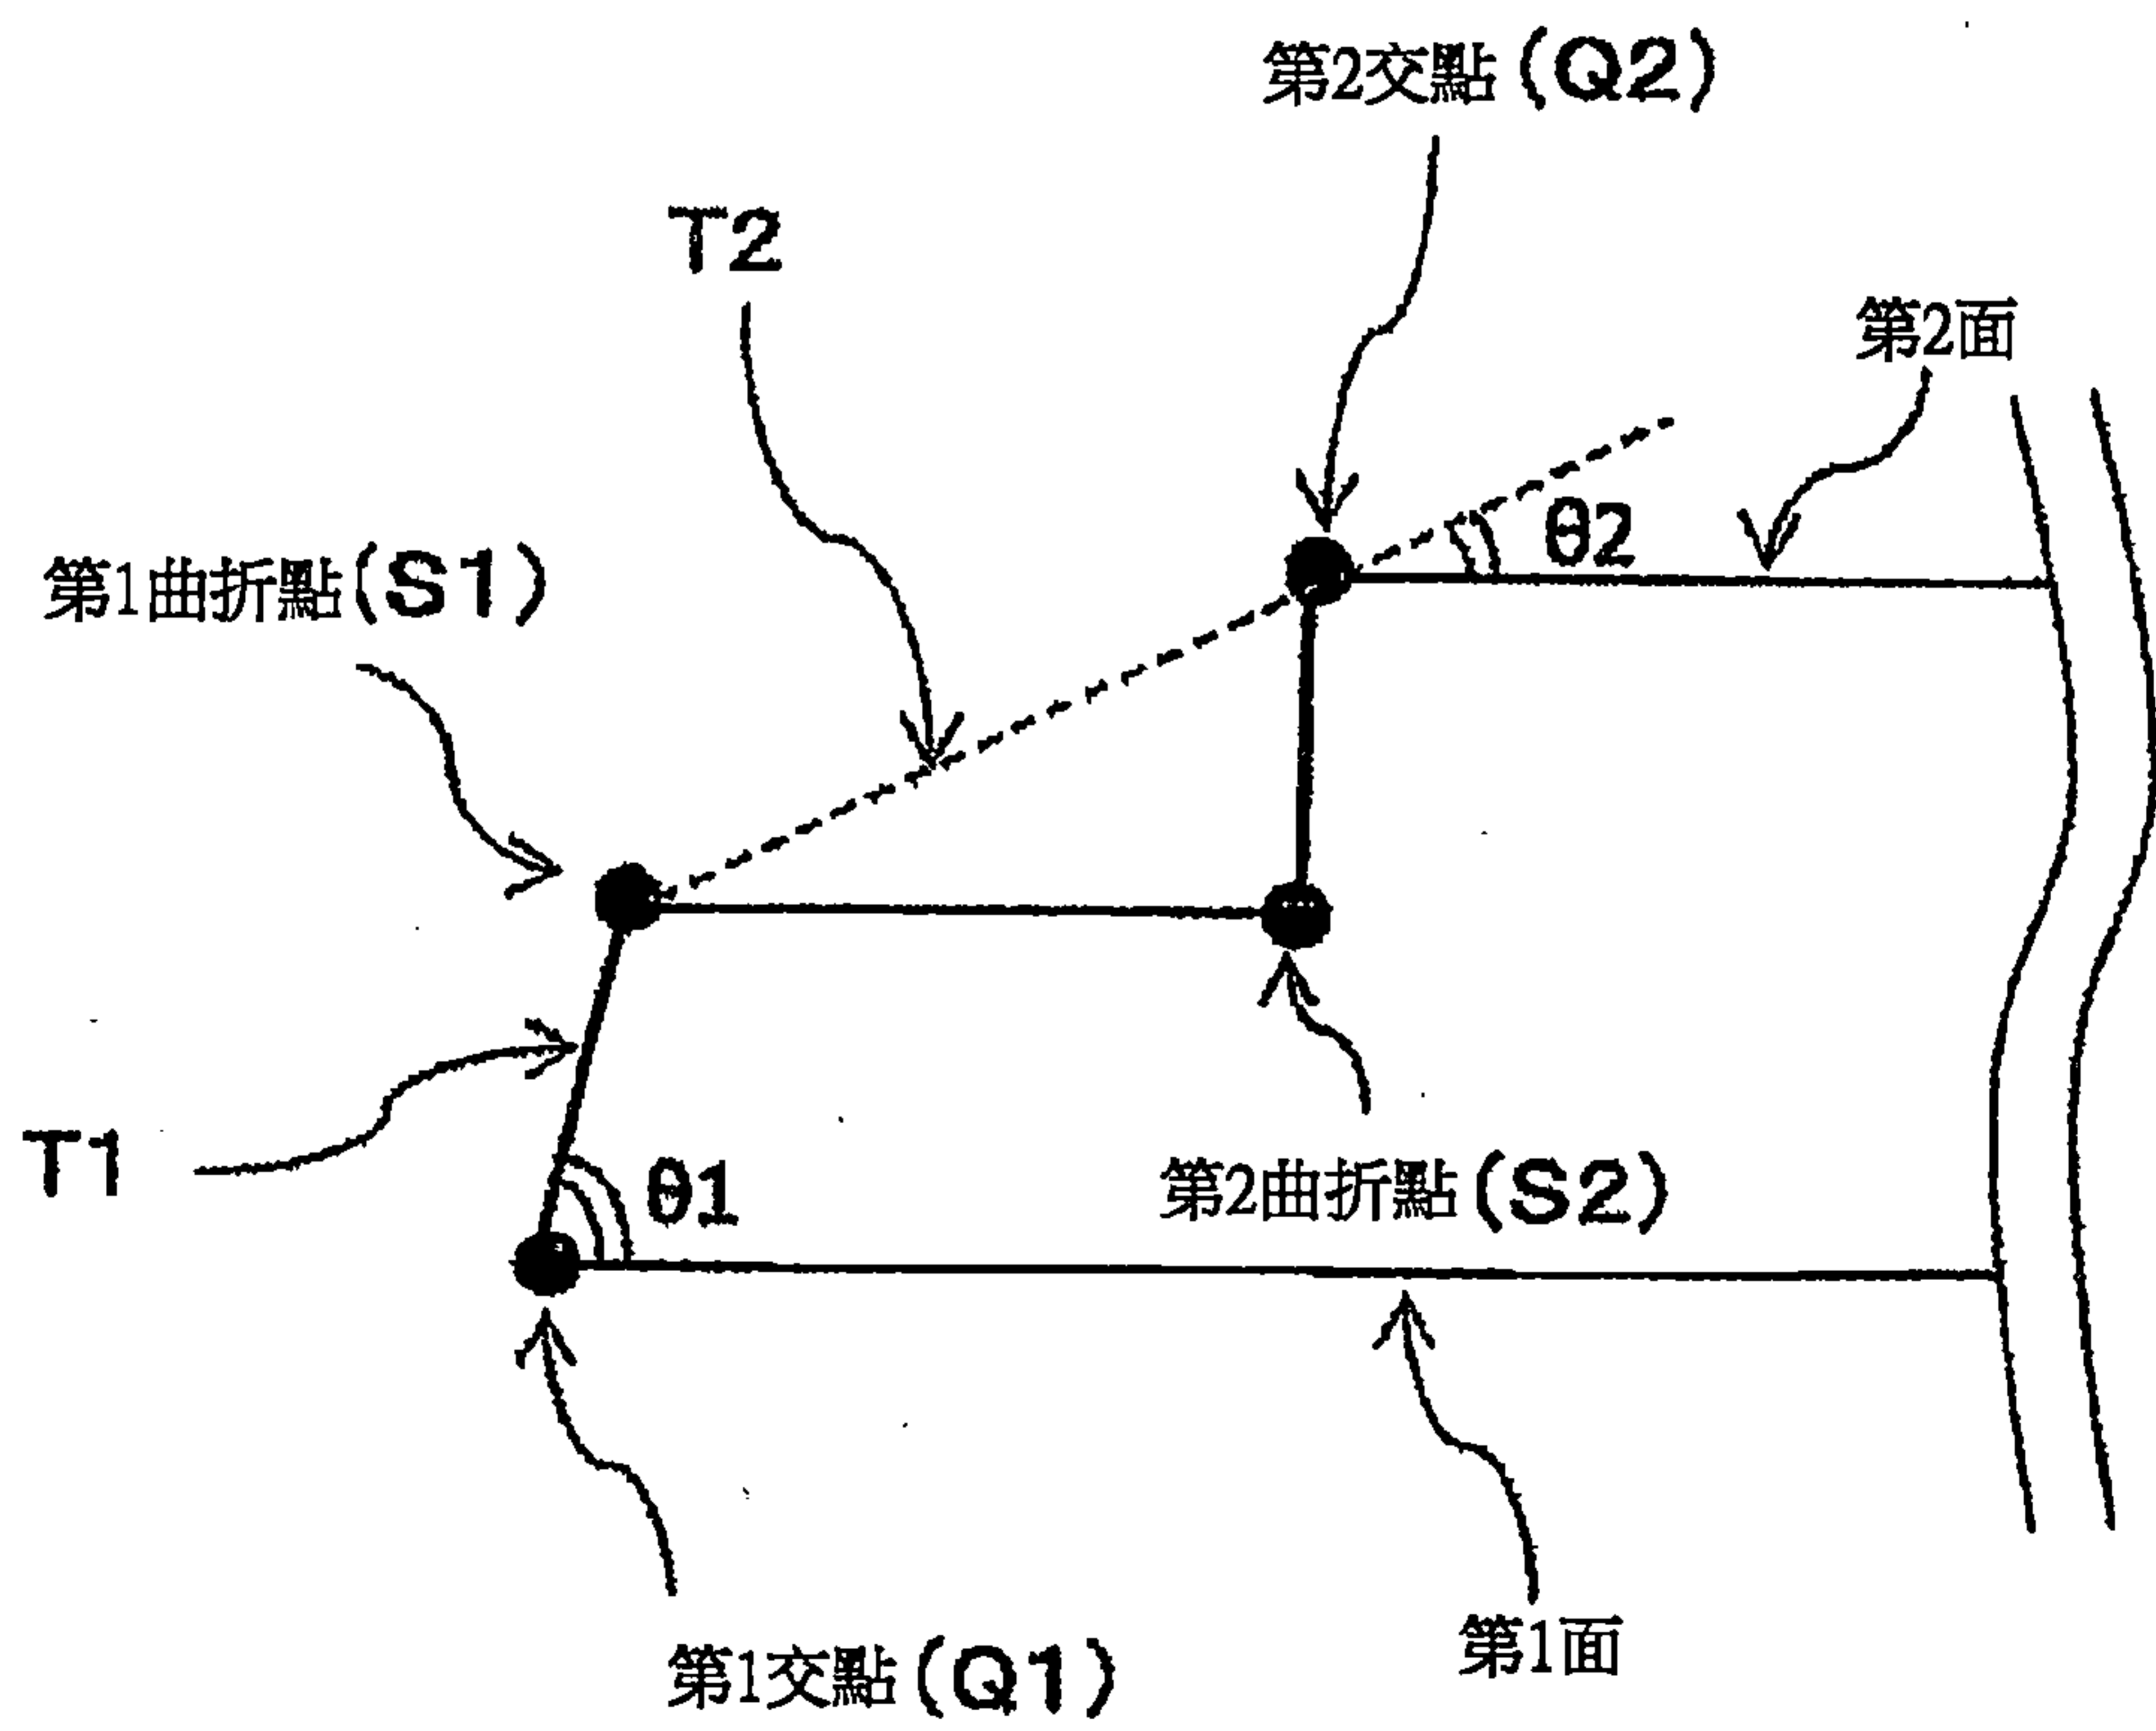 第2交點(Q2)
T2
第2面
θ2
第1曲折點(S1)
T1
θ1
第2曲折點(S2)
第1交點(Q1)
第1面